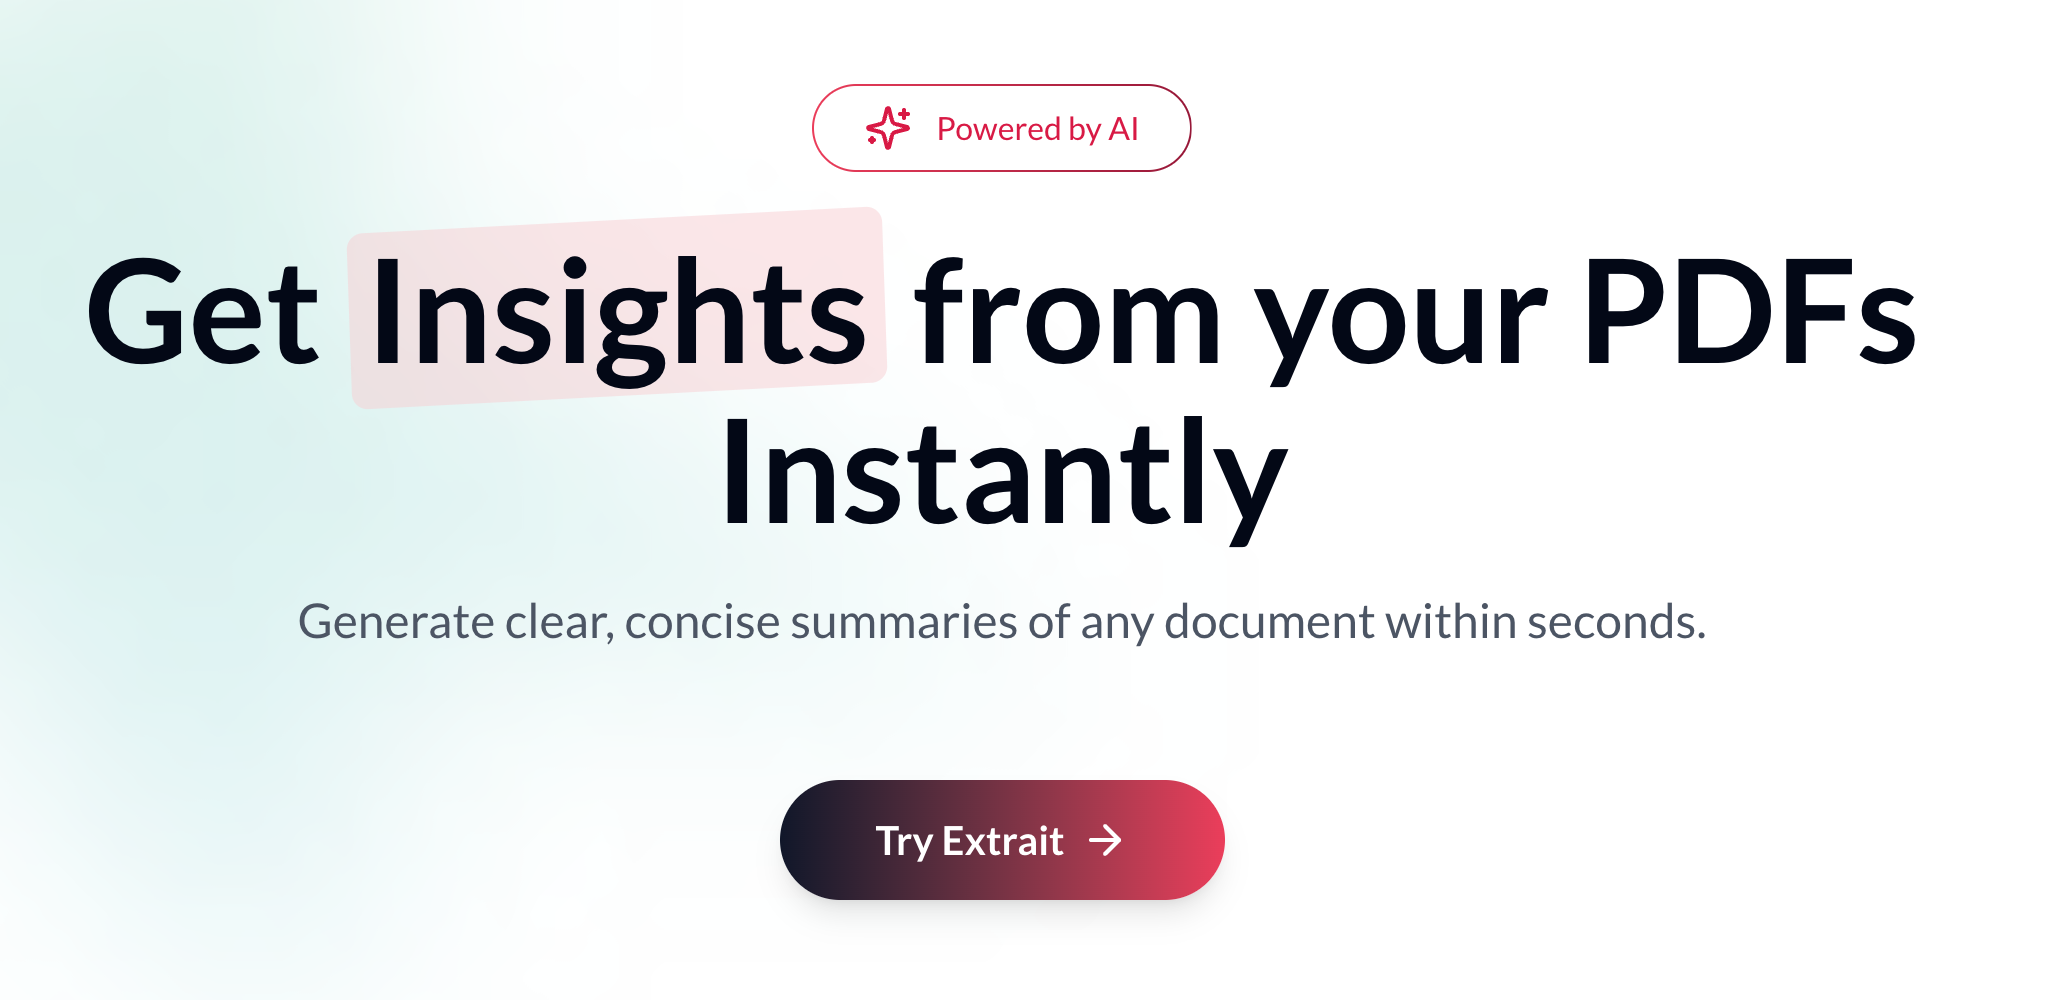 Powered by AI
Get Insights from your PDFs
Instantly
Generate clear, concise summaries of any document within seconds.
Try Extrait